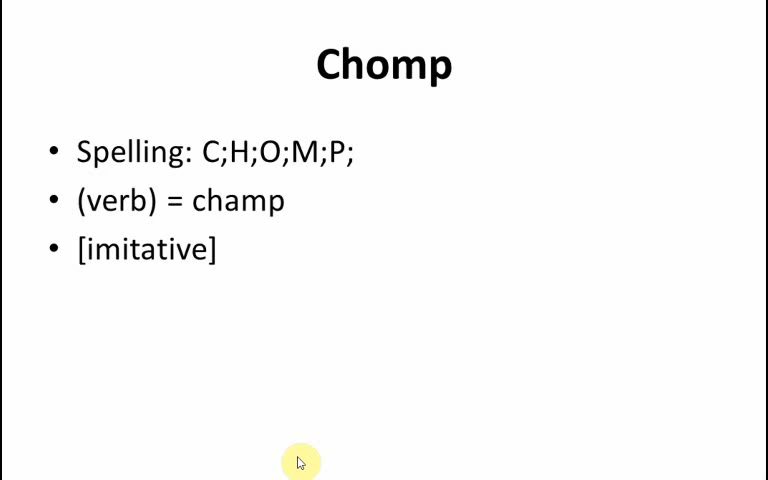 Chomp
• Spelling: C;H;O;M;P;
• (verb) = champ
• [imitative]